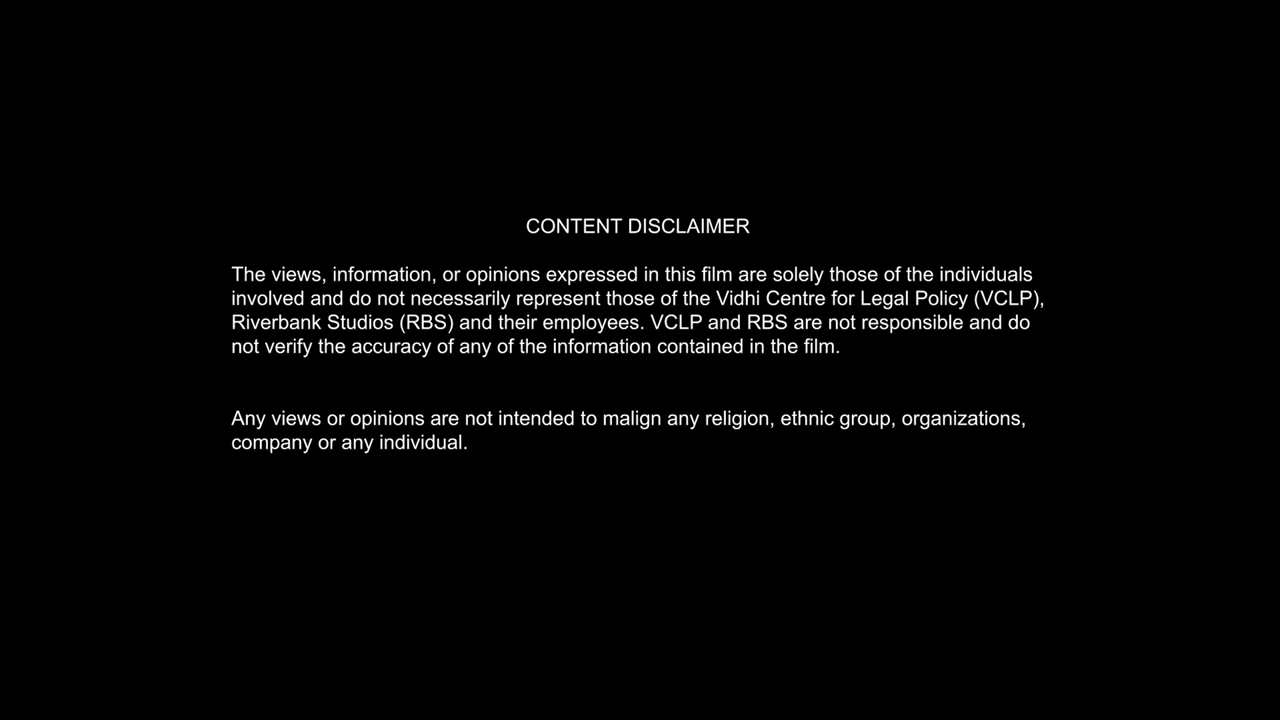 CONTENT DISCLAIMER
The views, information, or opinions expressed in this film are solely those of the individuals
involved and do not necessarily represent those of the Vidhi Centre for Legal Policy (VCLP),
Riverbank Studios (RBS) and their employees. VCLP and RBS are not responsible and do
not verify the accuracy of any of the information contained in the film.
Any views or opinions are not intended to malign any religion, ethnic group, organizations,
company or any individual.